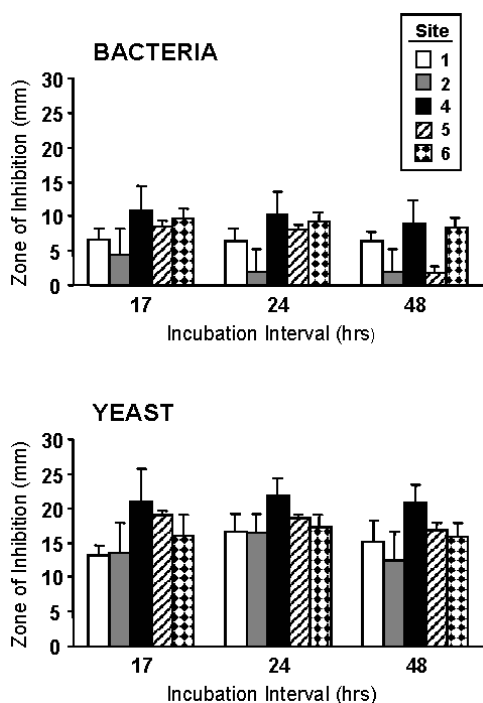 BACTERIA
Site
1
2
4
5
6
Zone of Inhibition (mm)
30
25
20
15
10
5
0
17 24 48
Incubation Interval (hrs)
YEAST
Zone of Inhibition (mm)
30
25
20
15
10
5
0
17 24 48
Incubation Interval (hrs)